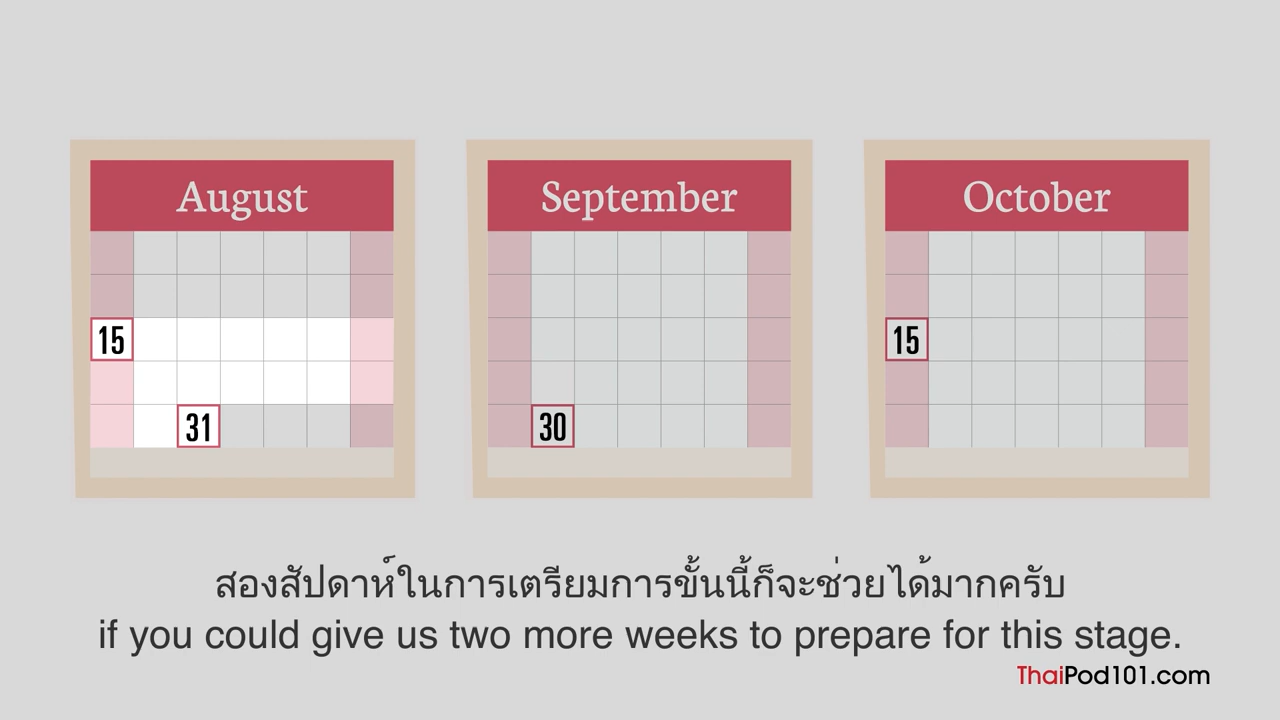 August
September
October
15
15
31
30
สองสัปดาห์ในการเตรียมการขั้นนี้ก็จะช่วยได้มากครับ
if you could give us two more weeks to prepare for this stage.
ThaiPod101.com